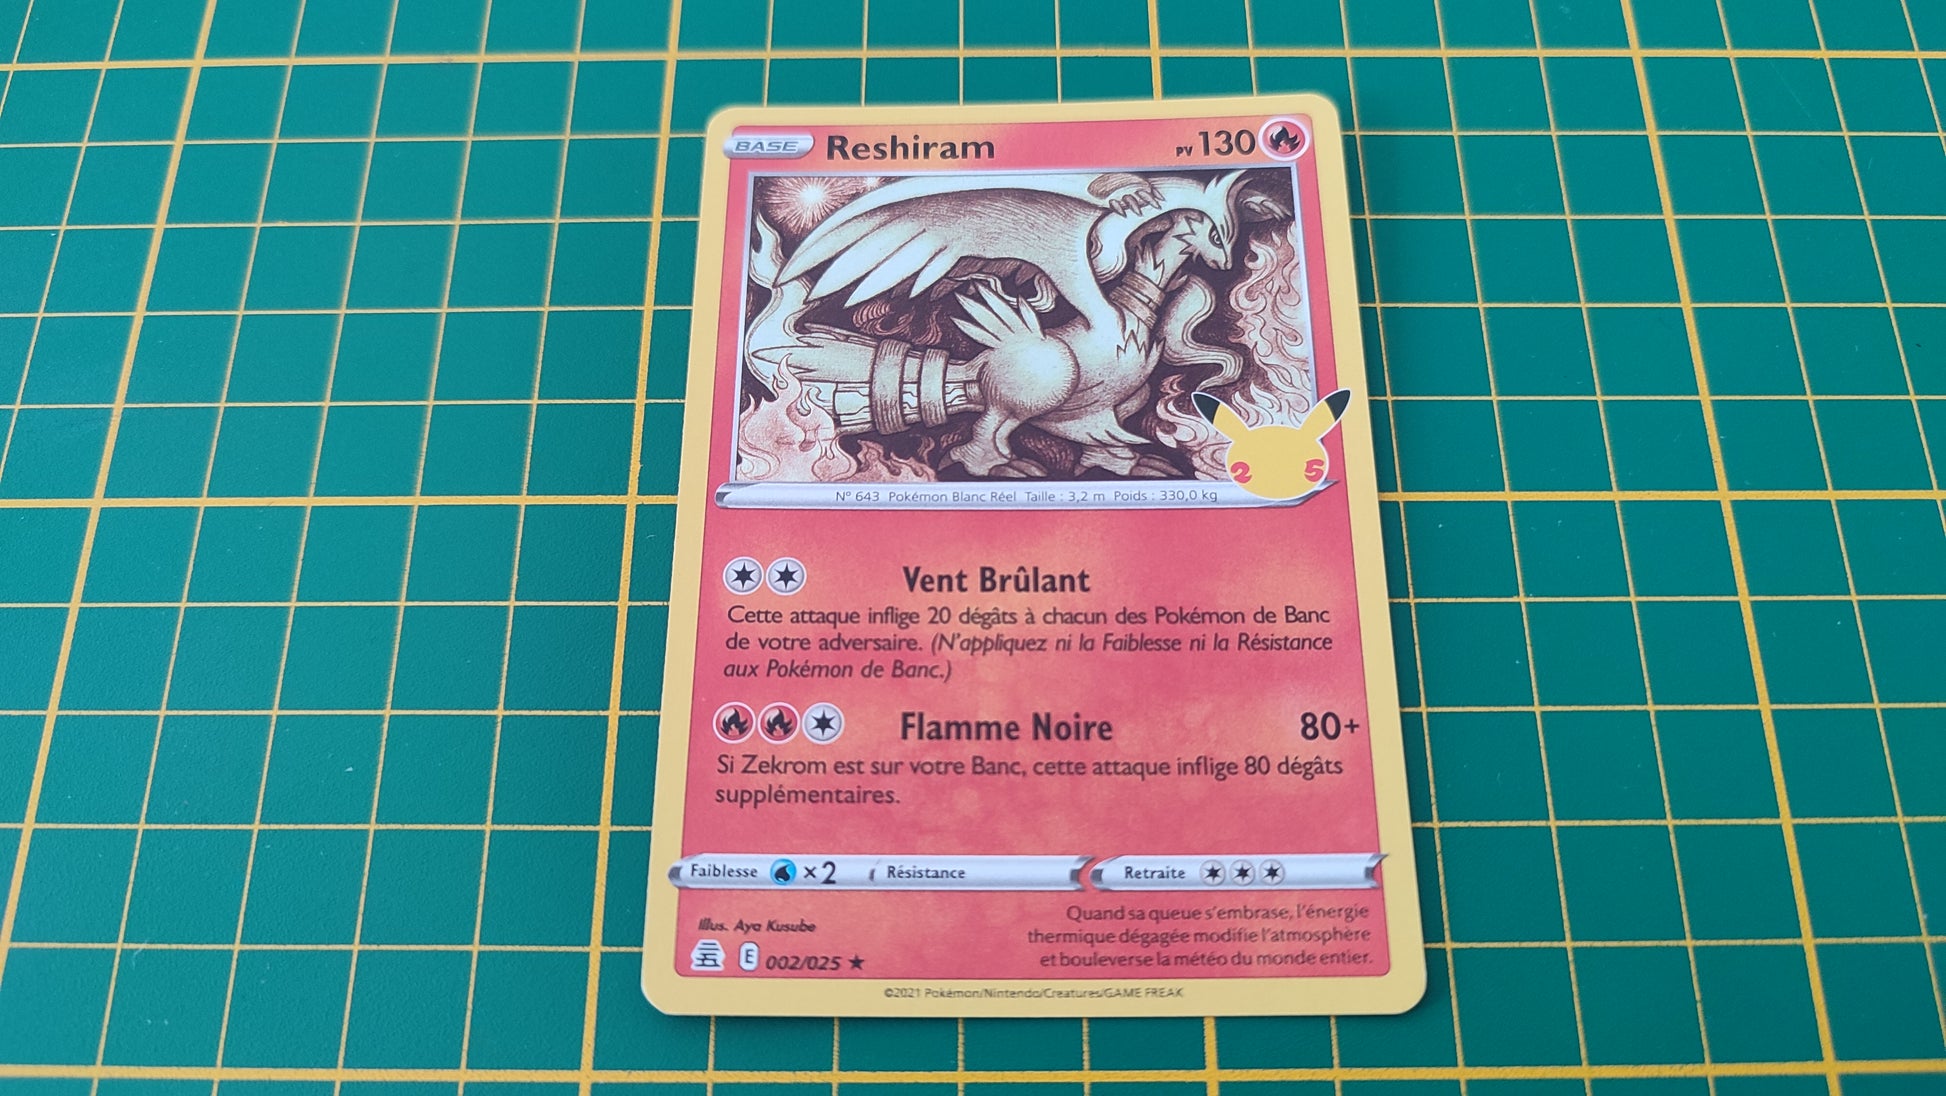 BASE Reshiram PV 130
25
N° 643 Pokémon Blanc Réel Taille : 3,2 m Poids : 330,0 kg
Vent Brûlant
Cette attaque inflige 20 dégâts à chacun des Pokémon de Banc
de votre adversaire. (N'appliquez ni la Faiblesse ni la Résistance
aux Pokémon de Banc.)
Flamme Noire 80+
Si Zekrom est sur votre Banc, cette attaque inflige 80 dégâts
supplémentaires.
Faiblesse ×2 Résistance Retraite
Illus. Aya Kusube
E 002/025 ★
Quand sa queue s'embrase, l'énergie
thermique dégagée modifie l'atmosphère
et bouleverse la météo du monde entier.
©2021 Pokémon/Nintendo/Creatures/GAME FREAK